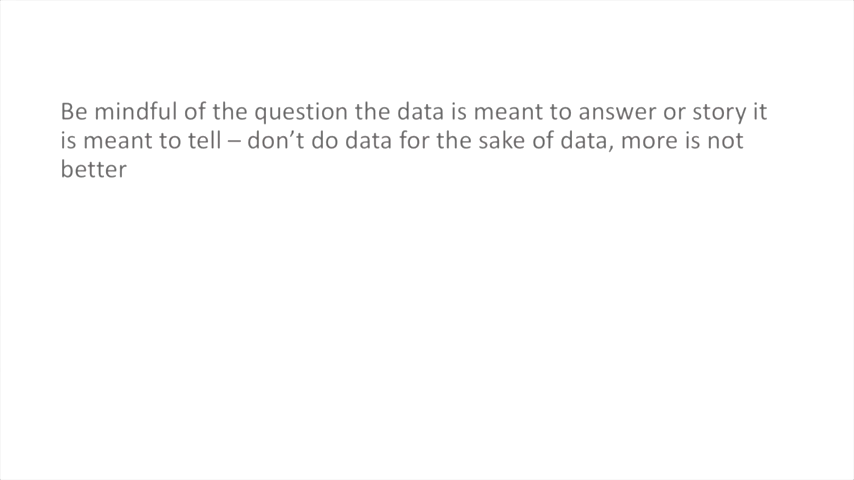 Be mindful of the question the data is meant to answer or story it
is meant to tell – don’t do data for the sake of data, more is not
better